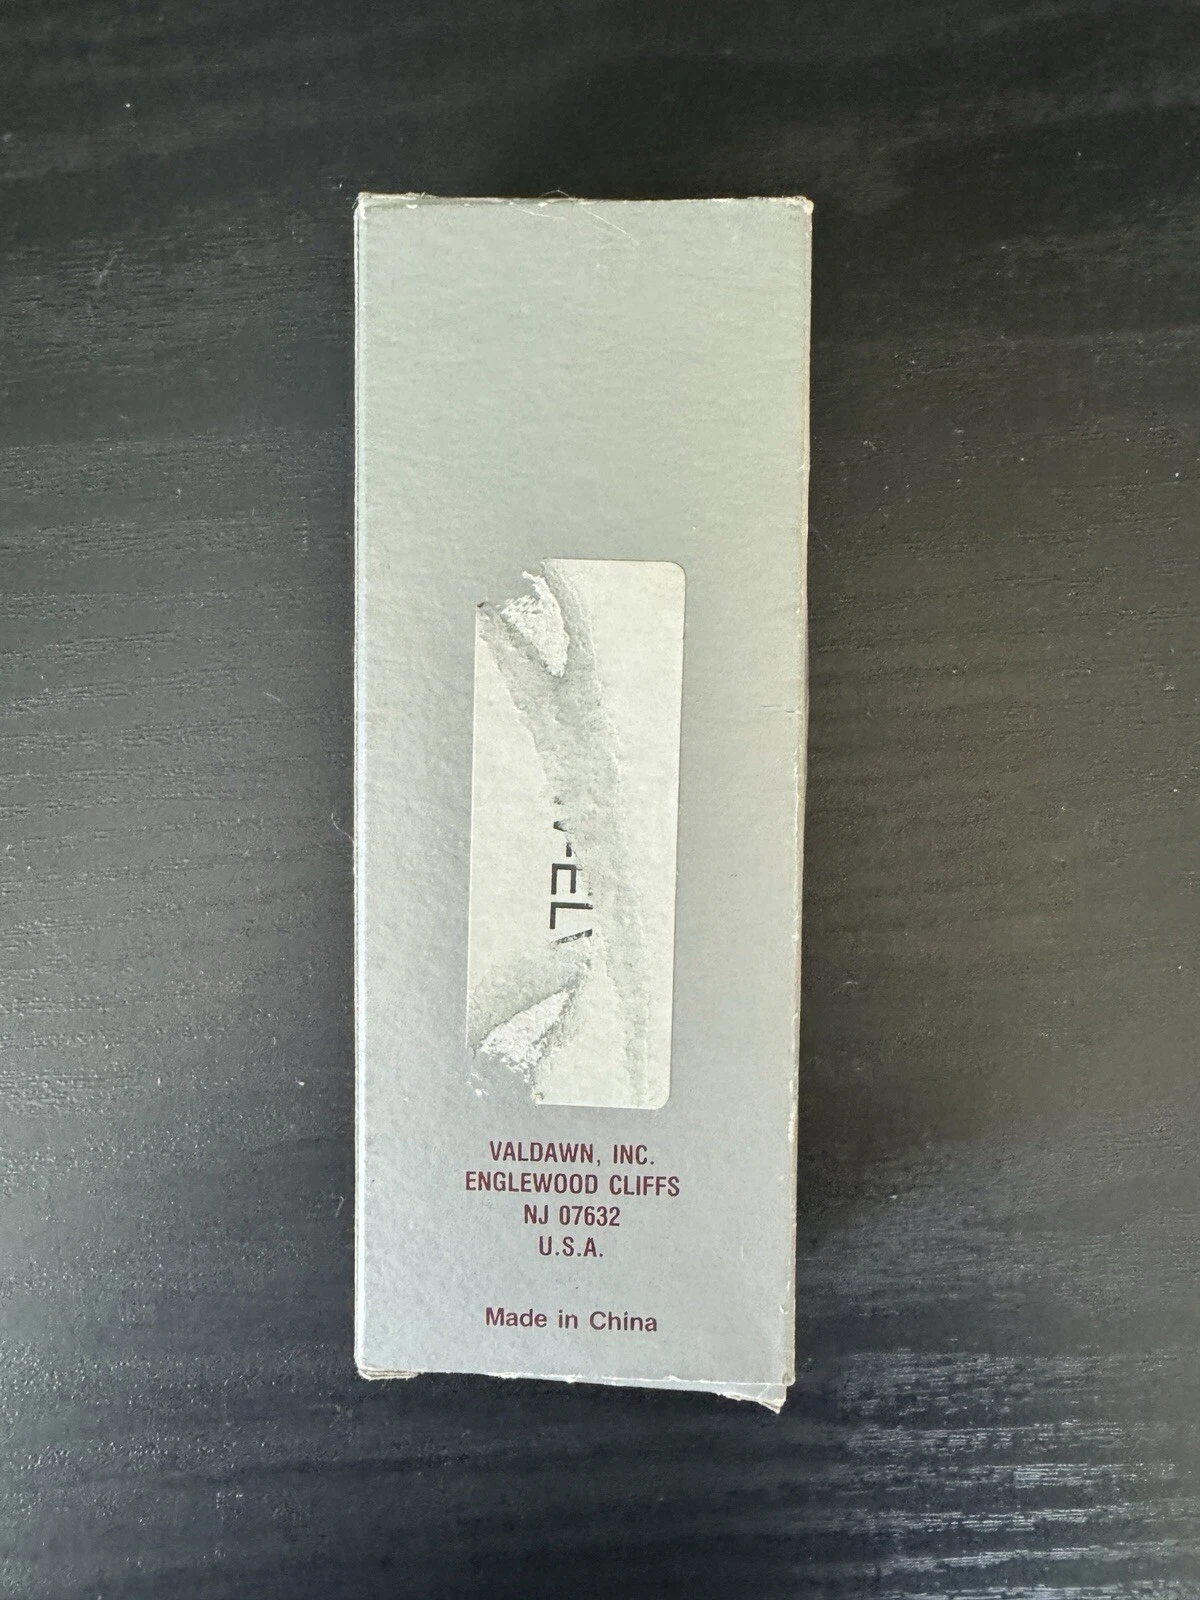 VALDAWN, INC.
ENGLEWOOD CLIFFS
NJ 07632
U.S.A.
Made in China